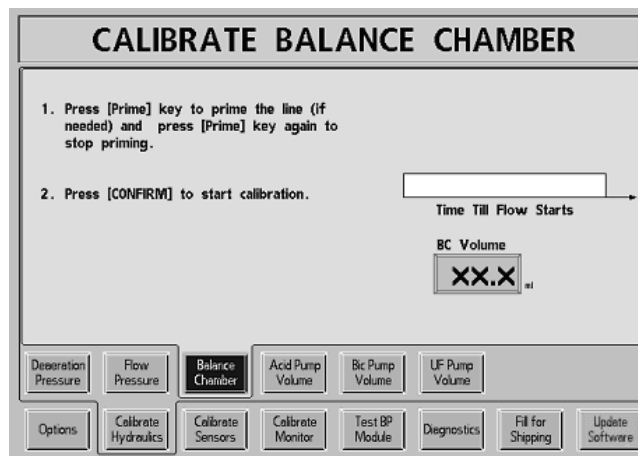 CALIBRATE BALANCE CHAMBER
1. Press [Prime] key to prime the line (if
needed) and press [Prime] key again to
stop priming.
2. Press [CONFIRM] to start calibration.
Time Till Flow Starts
BC Volume
XX.X ml
Deaeration Pressure
Flow Pressure
Balance Chamber
Acid Pump Volume
Bic Pump Volume
UF Pump Volume
Options
Calibrate Hydraulics
Calibrate Sensors
Calibrate Monitor
Test BP Module
Diagnostics
Fill for Shipping
Update Software